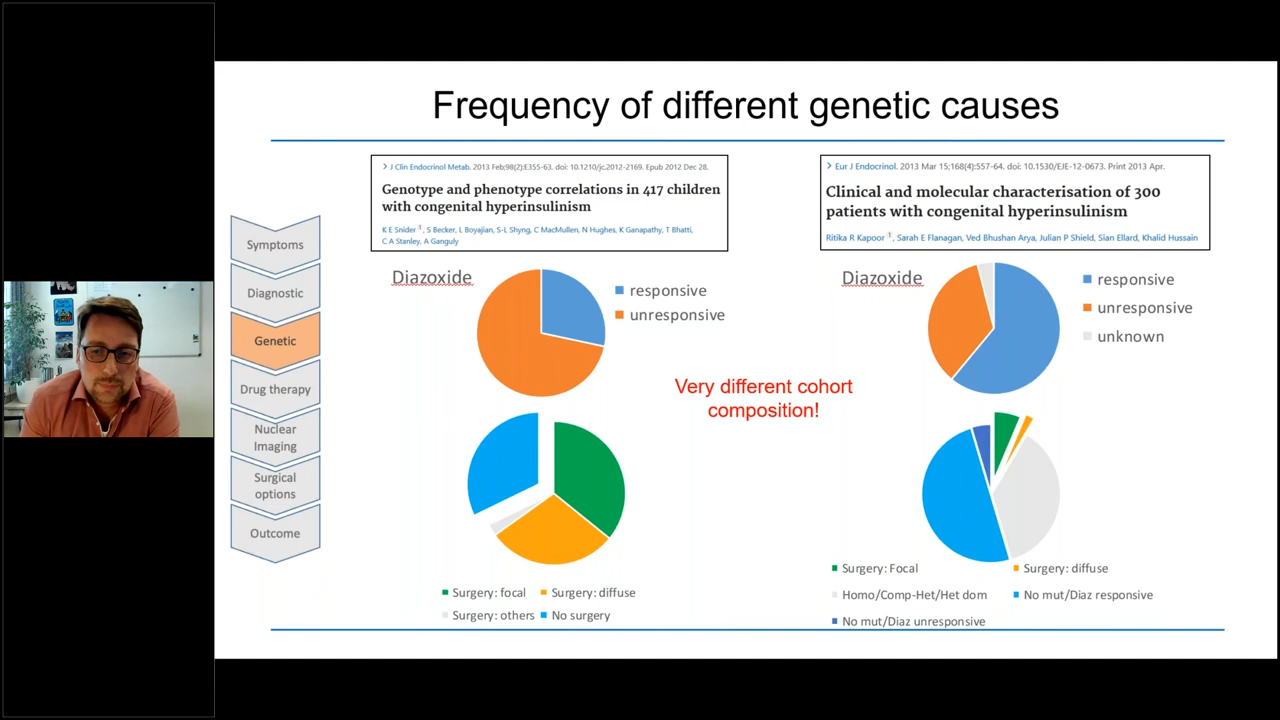 Frequency of different genetic causes
Symptoms
Diagnostic
Genetic
Drug therapy
Nuclear
Imaging
Surgical
options
Outcome
> J Clin Endocrinol Metab. 2013 Feb;98(2):E355-63. doi: 10.1210/jc.2012-2169. Epub 2012 Dec 28.
Genotype and phenotype correlations in 417 children
with congenital hyperinsulinism
K E Snider 1, S Becker, L Boyajian, S-L Shyng, C MacMullen, N Hughes, K Ganapathy, T Bhatti,
C A Stanley, A Ganguly
Diazoxide
responsive
unresponsive
Surgery: focal
Surgery: diffuse
Surgery: others
No surgery
Very different cohort
composition!
> Eur J Endocrinol. 2013 Mar 15;168(4):557-64. doi: 10.1530/EJE-12-0673. Print 2013 Apr.
Clinical and molecular characterisation of 300
patients with congenital hyperinsulinism
Ritika R Kapoor 1, Sarah E Flanagan, Ved Bhushan Arya, Julian P Shield, Sian Ellard, Khalid Hussain
Diazoxide
responsive
unresponsive
unknown
Surgery: Focal
Surgery: diffuse
Homo/Comp-Het/Het dom
No mut/Diaz responsive
No mut/Diaz unresponsive